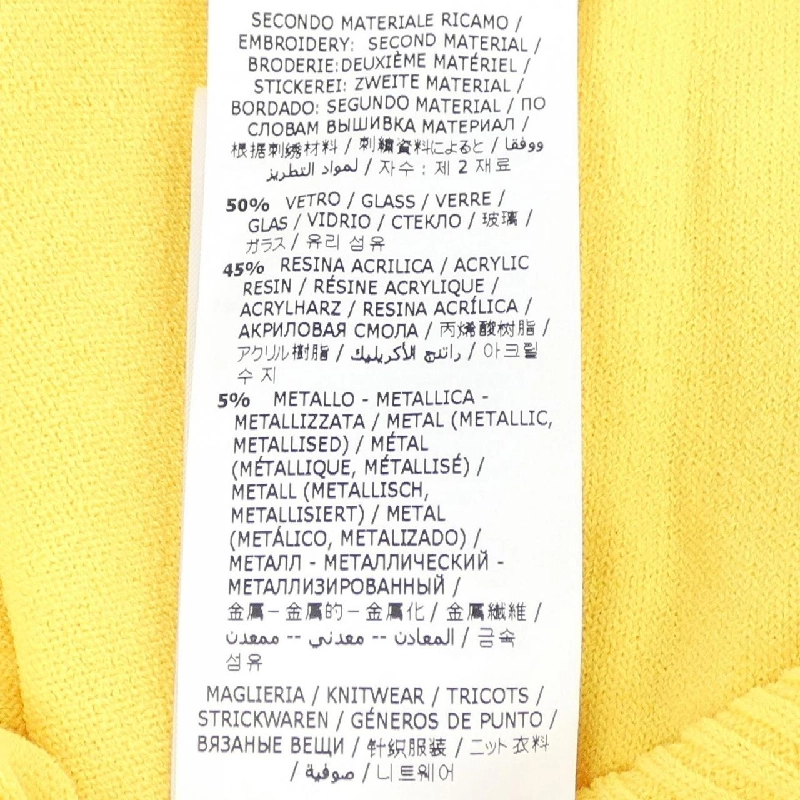 SECONDO MATERIALE RICAMO /
EMBROIDERY: SECOND MATERIAL /
BRODERIE:DEUXIÈME MATÉRIEL /
STICKEREI: ZWEITE MATERIAL /
BORDADO: SEGUNDO MATERIAL / ПО
СЛОВАМ ВЫШИВКА МАТЕРИАЛ /
根据刺绣材料 / 刺繍資料によると / ووفقا
لمواد التطريز / 자수 : 제 2 재료
50% VETRO / GLASS / VERRE /
GLAS / VIDRIO / СТЕКЛО / 玻璃 /
ガラス / 유리 섬유
45% RESINA ACRILICA / ACRYLIC
RESIN / RÉSINE ACRYLIQUE /
ACRYLHARZ / RESINA ACRÍLICA /
АКРИЛОВАЯ СМОЛА / 丙烯酸树脂 /
アクリル樹脂 / راتنج الأكريليك / 아크릴
수지
5% METALLO - METALLICA -
METALLIZZATA / METAL (METALLIC,
METALLISED) / MÉTAL
(MÉTALLIQUE, MÉTALLISÉ) /
METALL (METALLISCH,
METALLISIERT) / METAL
(METÁLICO, METALIZADO) /
МЕТАЛЛ - МЕТАЛЛИЧЕСКИЙ -
МЕТАЛЛИЗИРОВАННЫЙ /
金属－金属的－金属化 / 金属繊維 /
المعادن -- معدني -- ممعدن / 금속
섬유
MAGLIERIA / KNITWEAR / TRICOTS /
STRICKWAREN / GÉNEROS DE PUNTO /
ВЯЗАНЫЕ ВЕЩИ / 针织服装 / ニット衣料
/ صوفية / 니트웨어